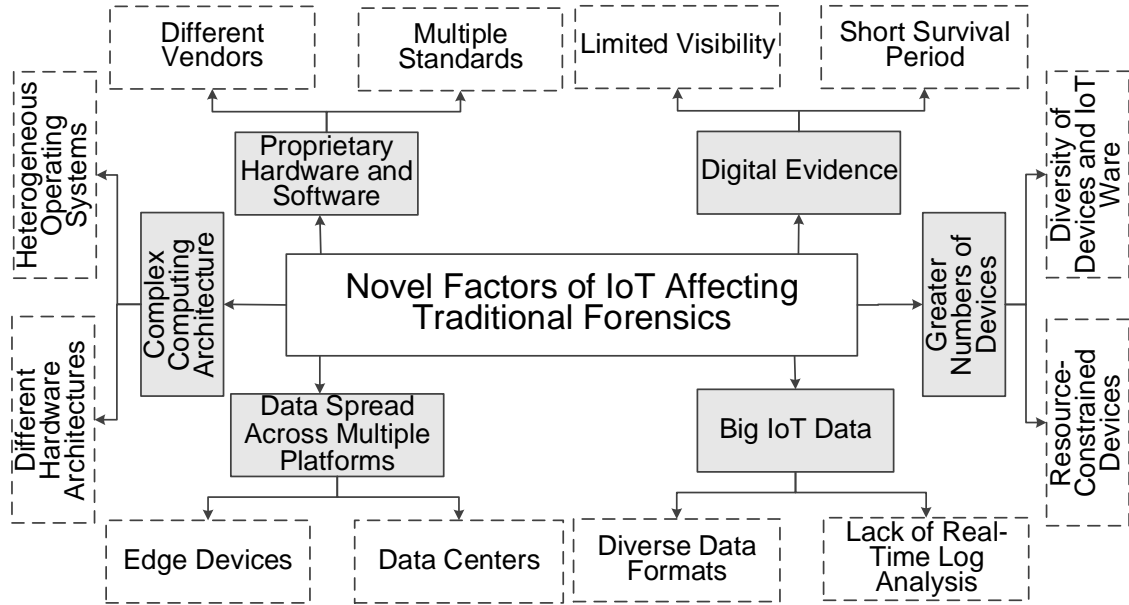 Different
Vendors
Multiple
Standards
Limited Visibility
Short Survival
Period
Heterogeneous
Operating
Systems
Proprietary
Hardware and
Software
Digital Evidence
Diversity of
Devices and IoT
Ware
Complex
Computing
Architecture
Novel Factors of IoT Affecting
Traditional Forensics
Greater
Numbers of
Devices
Different
Hardware
Architectures
Data Spread
Across Multiple
Platforms
Big IoT Data
Resource-
Constrained
Devices
Edge Devices
Data Centers
Diverse Data
Formats
Lack of Real-
Time Log
Analysis